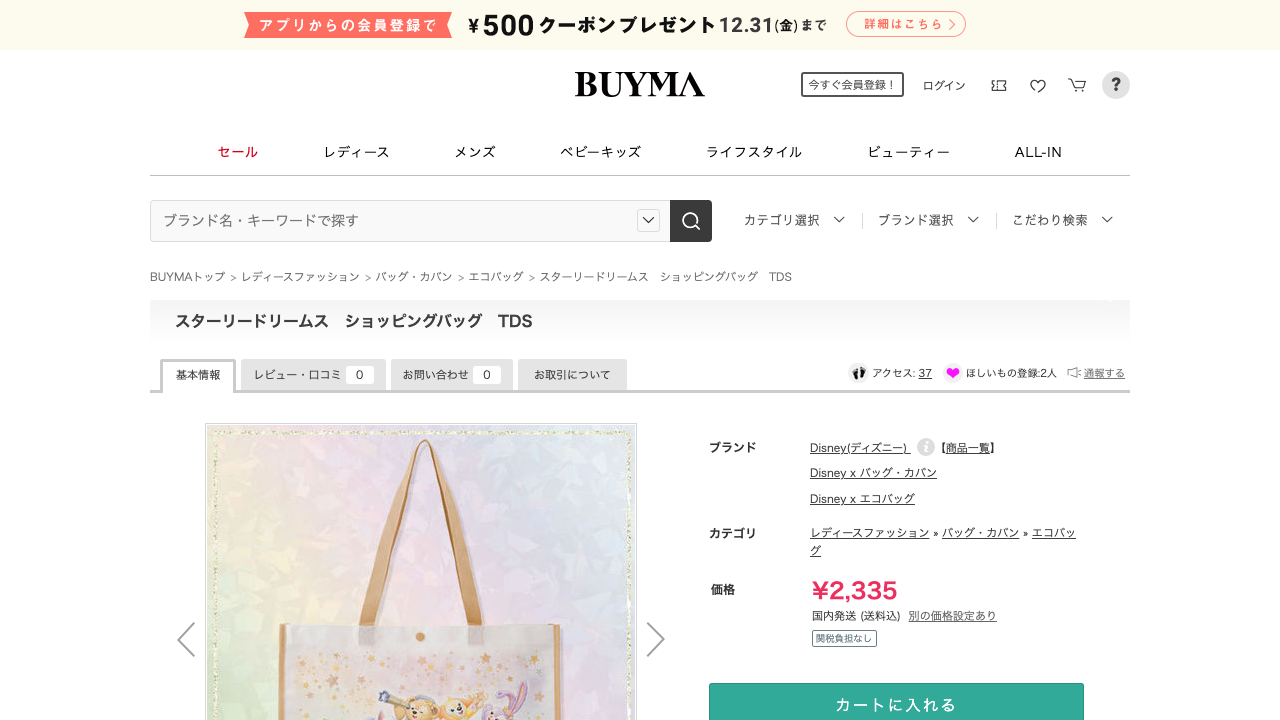 アプリからの会員登録で ¥500クーポンプレゼント12.31(金)まで 詳細はこちら
BUYMA 今すぐ会員登録! ログイン ?
セール レディース メンズ ベビーキッズ ライフスタイル ビューティー ALL-IN
ブランド名・キーワードで探す カテゴリ選択 ブランド選択 こだわり検索
BUYMAトップ > レディースファッション > バッグ・カバン > エコバッグ > スターリードリームス ショッピングバッグ TDS
スターリードリームス ショッピングバッグ TDS
基本情報 レビュー・口コミ 0 お問い合わせ 0 お取引について アクセス: 37 ほしいもの登録:2人 通報する
ブランド Disney(ディズニー) i 【商品一覧】
Disney x バッグ・カバン
Disney x エコバッグ
カテゴリ レディースファッション » バッグ・カバン » エコバッ
グ
価格 ¥2,335
国内発送 (送料込) 別の価格設定あり
関税負担なし
カートに入れる